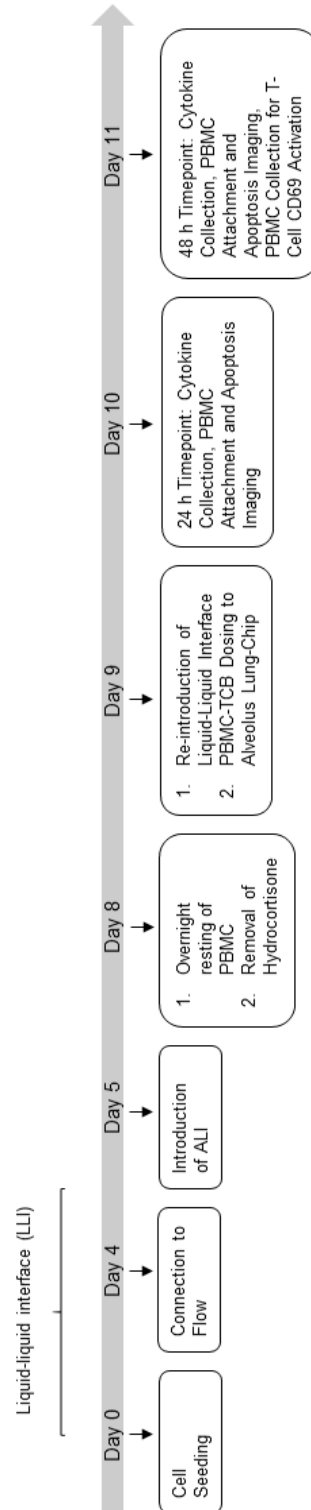 Liquid-liquid interface (LLI)
Day 0
Day 4
Day 5
Day 8
Day 9
Day 10
Day 11
Cell
Seeding
Connection to
Flow
Introduction
of ALI
1. Overnight
resting of
PBMC
2. Removal of
Hydrocortisone
1. Re-introduction of
Liquid-Liquid Interface
2. PBMC-TCB Dosing to
Alveolus Lung-Chip
24 h Timepoint: Cytokine
Collection, PBMC
Attachment and Apoptosis
Imaging
48 h Timepoint: Cytokine
Collection, PBMC
Attachment and
Apoptosis Imaging,
PBMC Collection for T-
Cell CD69 Activation